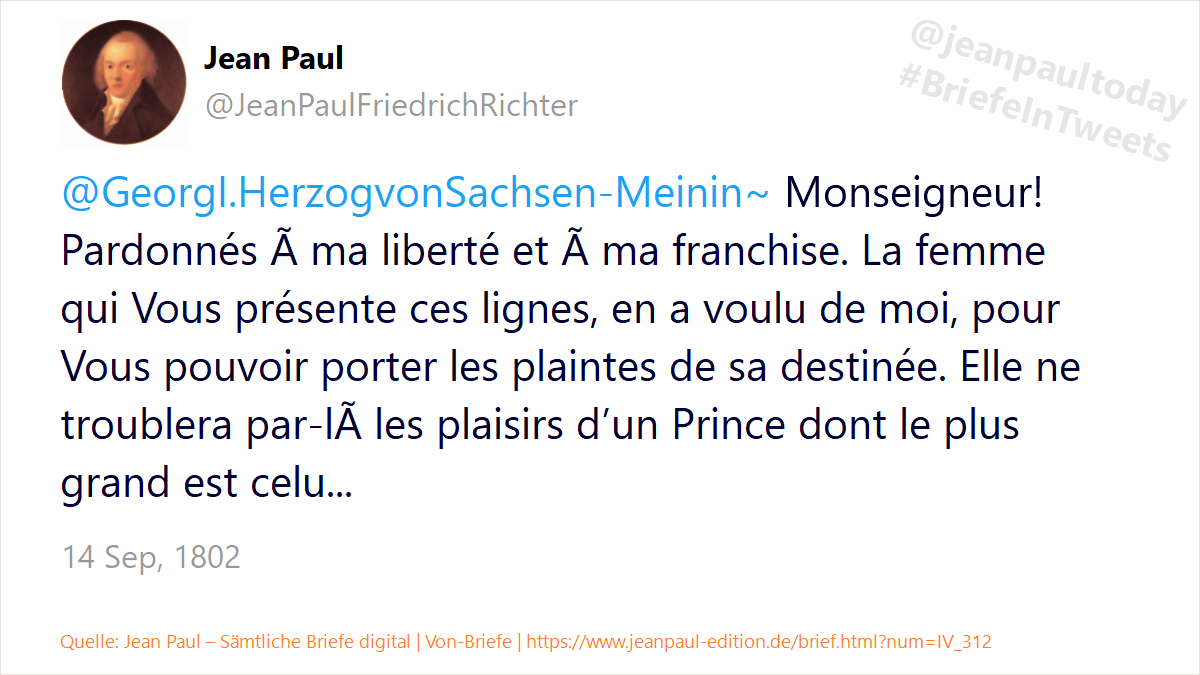 Jean Paul
@JeanPaulFriedrichRichter
@jeanpaultoday
#BriefeInTweets
@GeorgI.HerzogvonSachsen-Meinin~ Monseigneur!
Pardonnés Ã ma liberté et Ã ma franchise. La femme
qui Vous présente ces lignes, en a voulu de moi, pour
Vous pouvoir porter les plaintes de sa destinée. Elle ne
troublera par-lÃ les plaisirs d’un Prince dont le plus
grand est celu...
14 Sep, 1802
Quelle: Jean Paul – Sämtliche Briefe digital | Von-Briefe | https://www.jeanpaul-edition.de/brief.html?num=IV_312